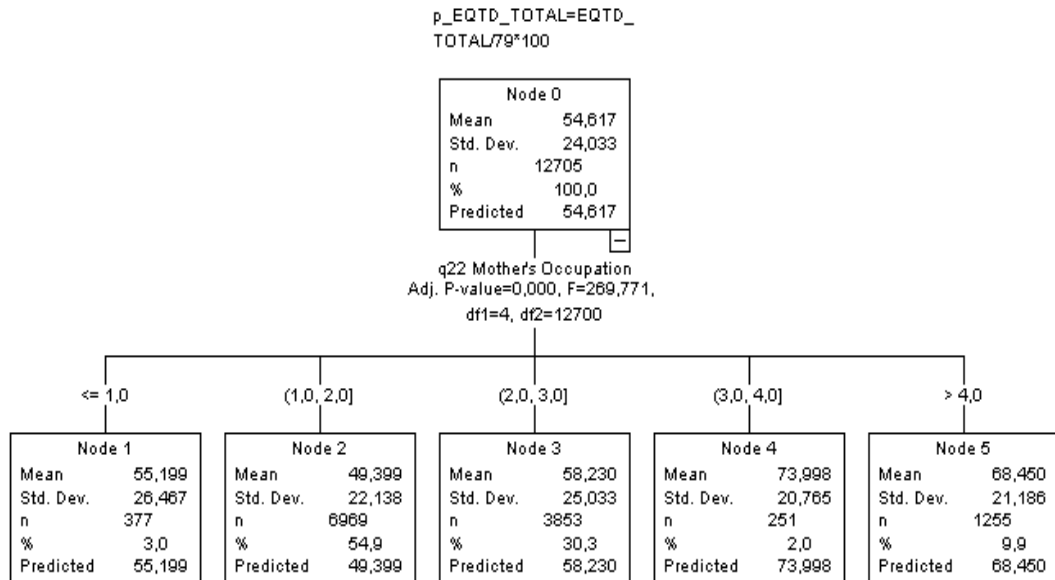 p_EQTD_TOTAL=EQTD_
TOTAL/79*100
Node 0
Mean 54,617
Std. Dev. 24,033
n 12705
% 100,0
Predicted 54,617
q22 Mother's Occupation
Adj. P-value=0,000, F=269,771,
df1=4, df2=12700
<= 1,0
(1,0, 2,0]
(2,0, 3,0]
(3,0, 4,0]
> 4,0
Node 1
Mean 55,199
Std. Dev. 26,467
n 377
% 3,0
Predicted 55,199
Node 2
Mean 49,399
Std. Dev. 22,138
n 6969
% 54,9
Predicted 49,399
Node 3
Mean 58,230
Std. Dev. 25,033
n 3853
% 30,3
Predicted 58,230
Node 4
Mean 73,998
Std. Dev. 20,765
n 251
% 2,0
Predicted 73,998
Node 5
Mean 68,450
Std. Dev. 21,186
n 1255
% 9,9
Predicted 68,450